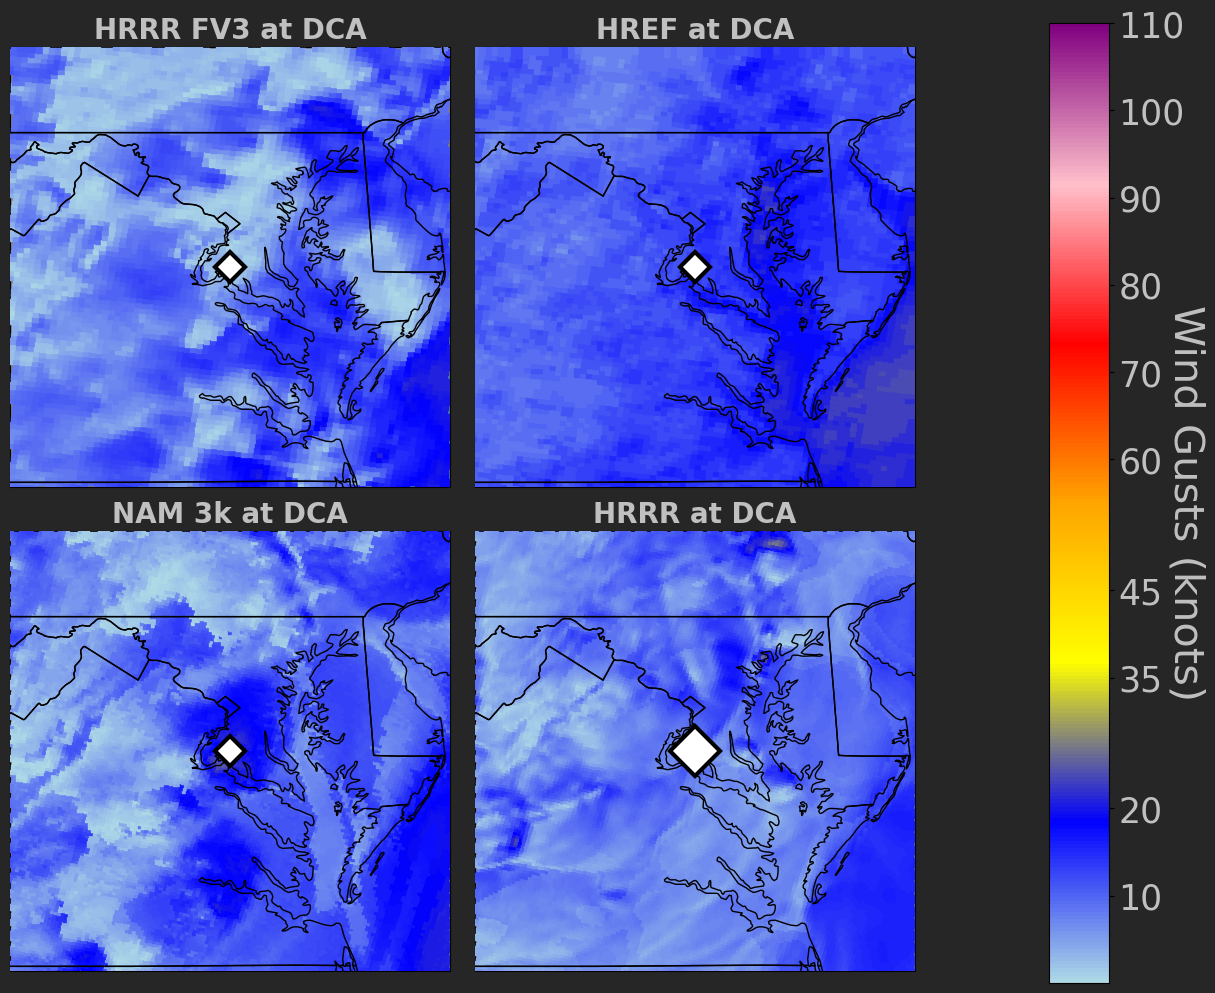 HRRR FV3 at DCA
HREF at DCA
NAM 3k at DCA
HRRR at DCA
110
100
90
80
70
60
45
35
20
10
Wind Gusts (knots)